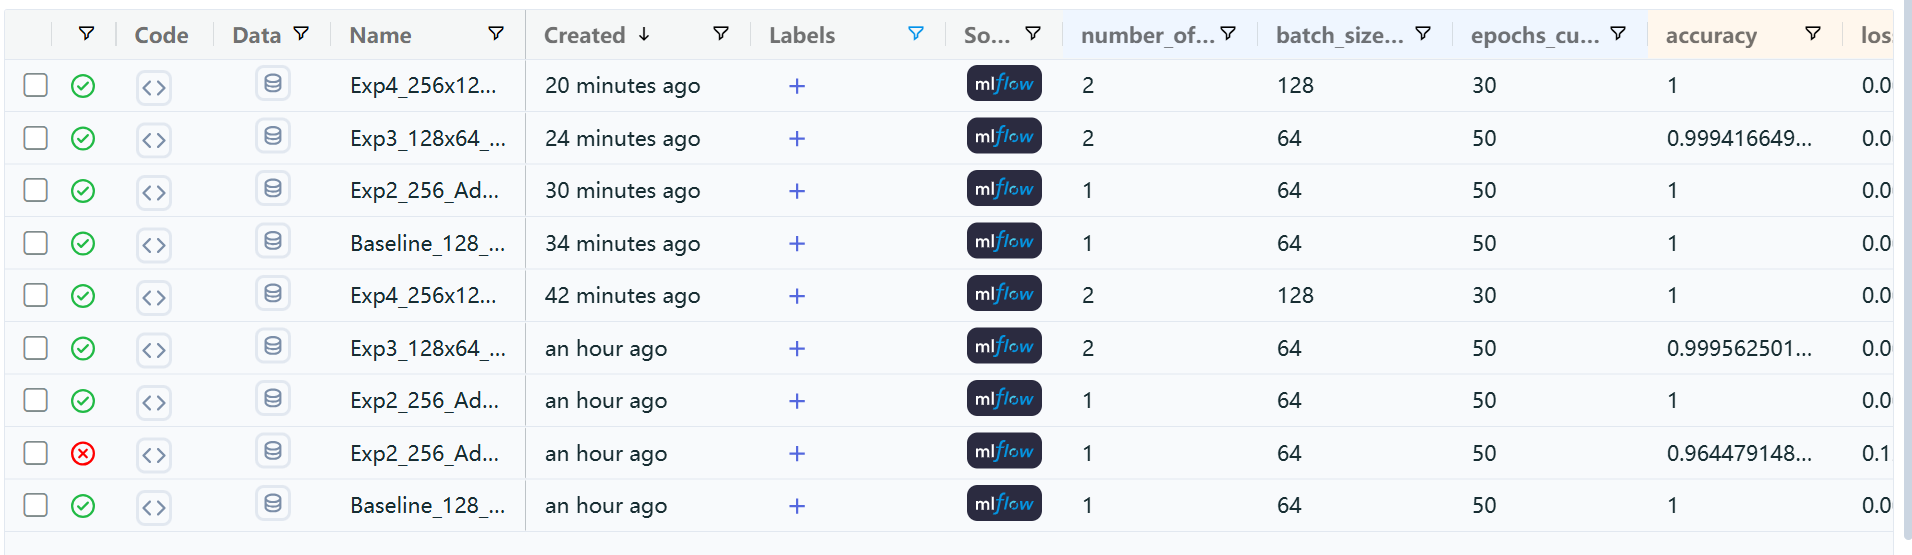 Code Data Name Created Labels So... number_of... batch_size... epochs_cu... accuracy los
Exp4_256x12... 20 minutes ago + mlflow 2 128 30 1 0.0
Exp3_128x64_... 24 minutes ago + mlflow 2 64 50 0.999416649... 0.0
Exp2_256_Ad... 30 minutes ago + mlflow 1 64 50 1 0.0
Baseline_128_... 34 minutes ago + mlflow 1 64 50 1 0.0
Exp4_256x12... 42 minutes ago + mlflow 2 128 30 1 0.0
Exp3_128x64_... an hour ago + mlflow 2 64 50 0.999562501... 0.0
Exp2_256_Ad... an hour ago + mlflow 1 64 50 1 0.0
Exp2_256_Ad... an hour ago + mlflow 1 64 50 0.964479148... 0.1
Baseline_128_... an hour ago + mlflow 1 64 50 1 0.0